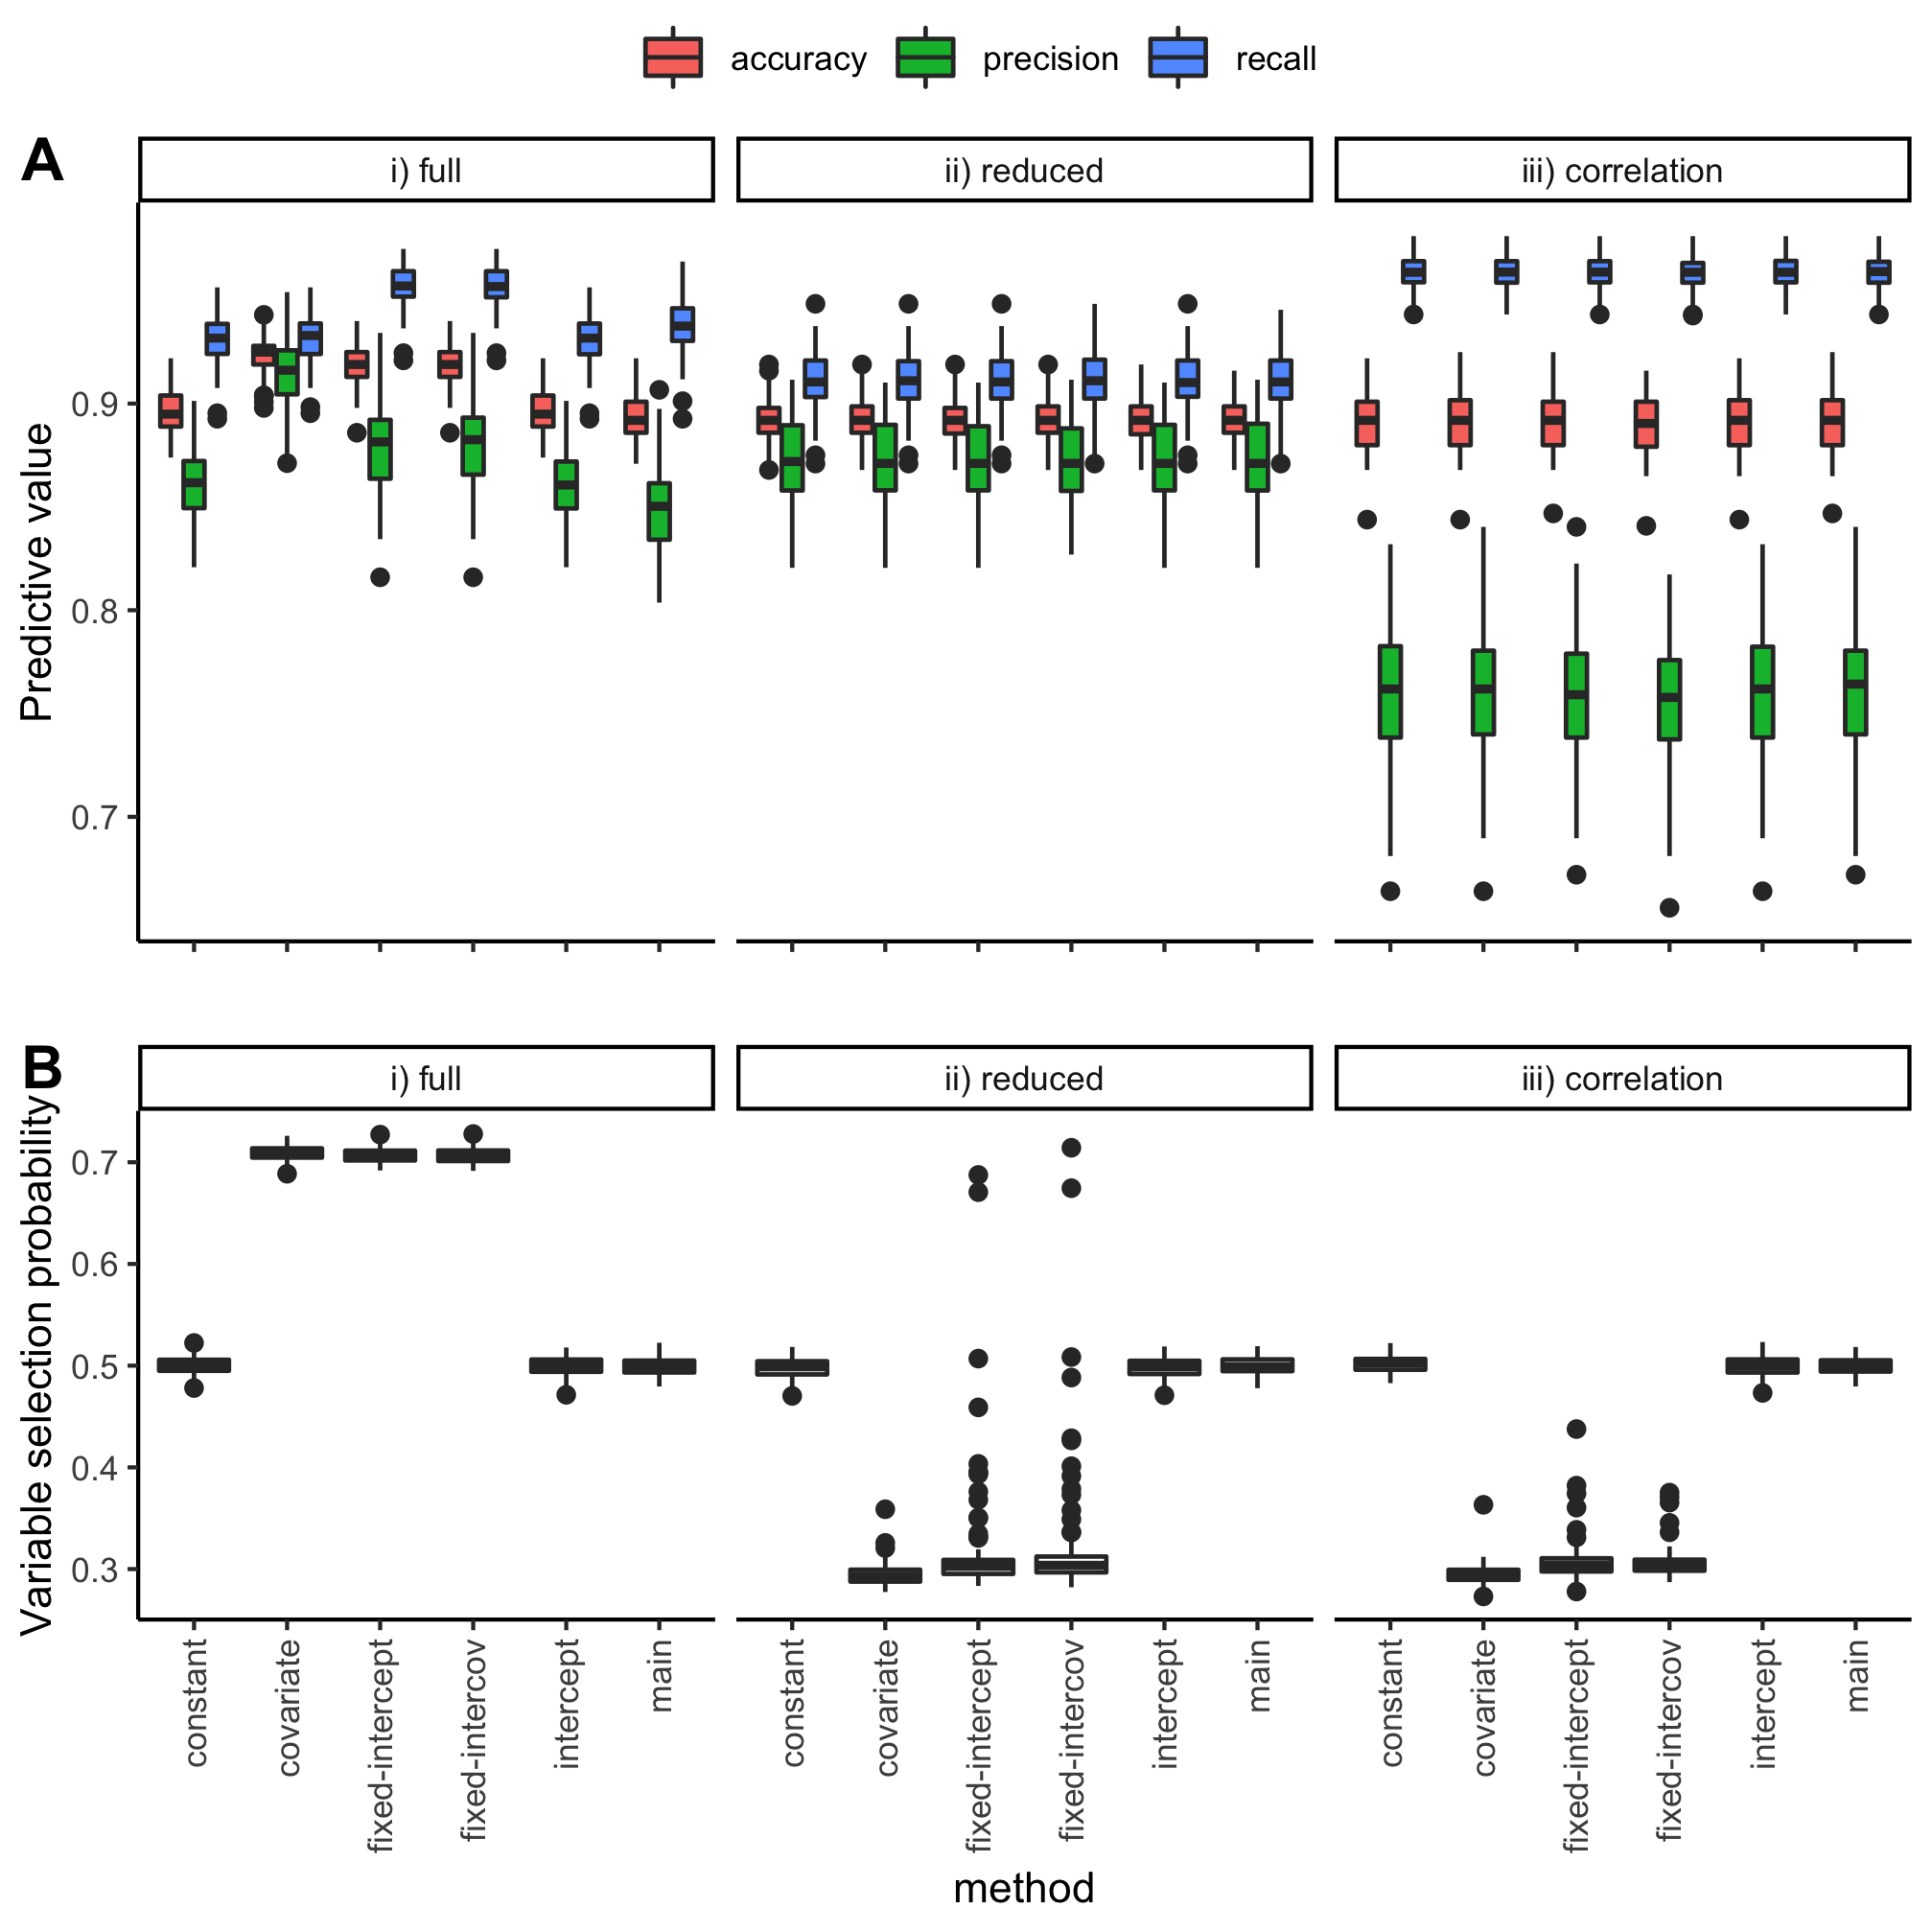 accuracy precision recall
A
i) full ii) reduced iii) correlation
Predictive value
0.9
0.8
0.7
B
i) full ii) reduced iii) correlation
Variable selection probability
0.7
0.6
0.5
0.4
0.3
constant covariate fixed-intercept fixed-intercov intercept main constant covariate fixed-intercept fixed-intercov intercept main constant covariate fixed-intercept fixed-intercov intercept main
method